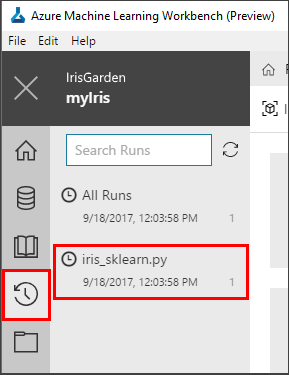 Azure Machine Learning Workbench (Preview)
File Edit Help
IrisGarden
myIris
Search Runs
All Runs
9/18/2017, 12:03:58 PM 1
iris_sklearn.py
9/18/2017, 12:03:58 PM 1